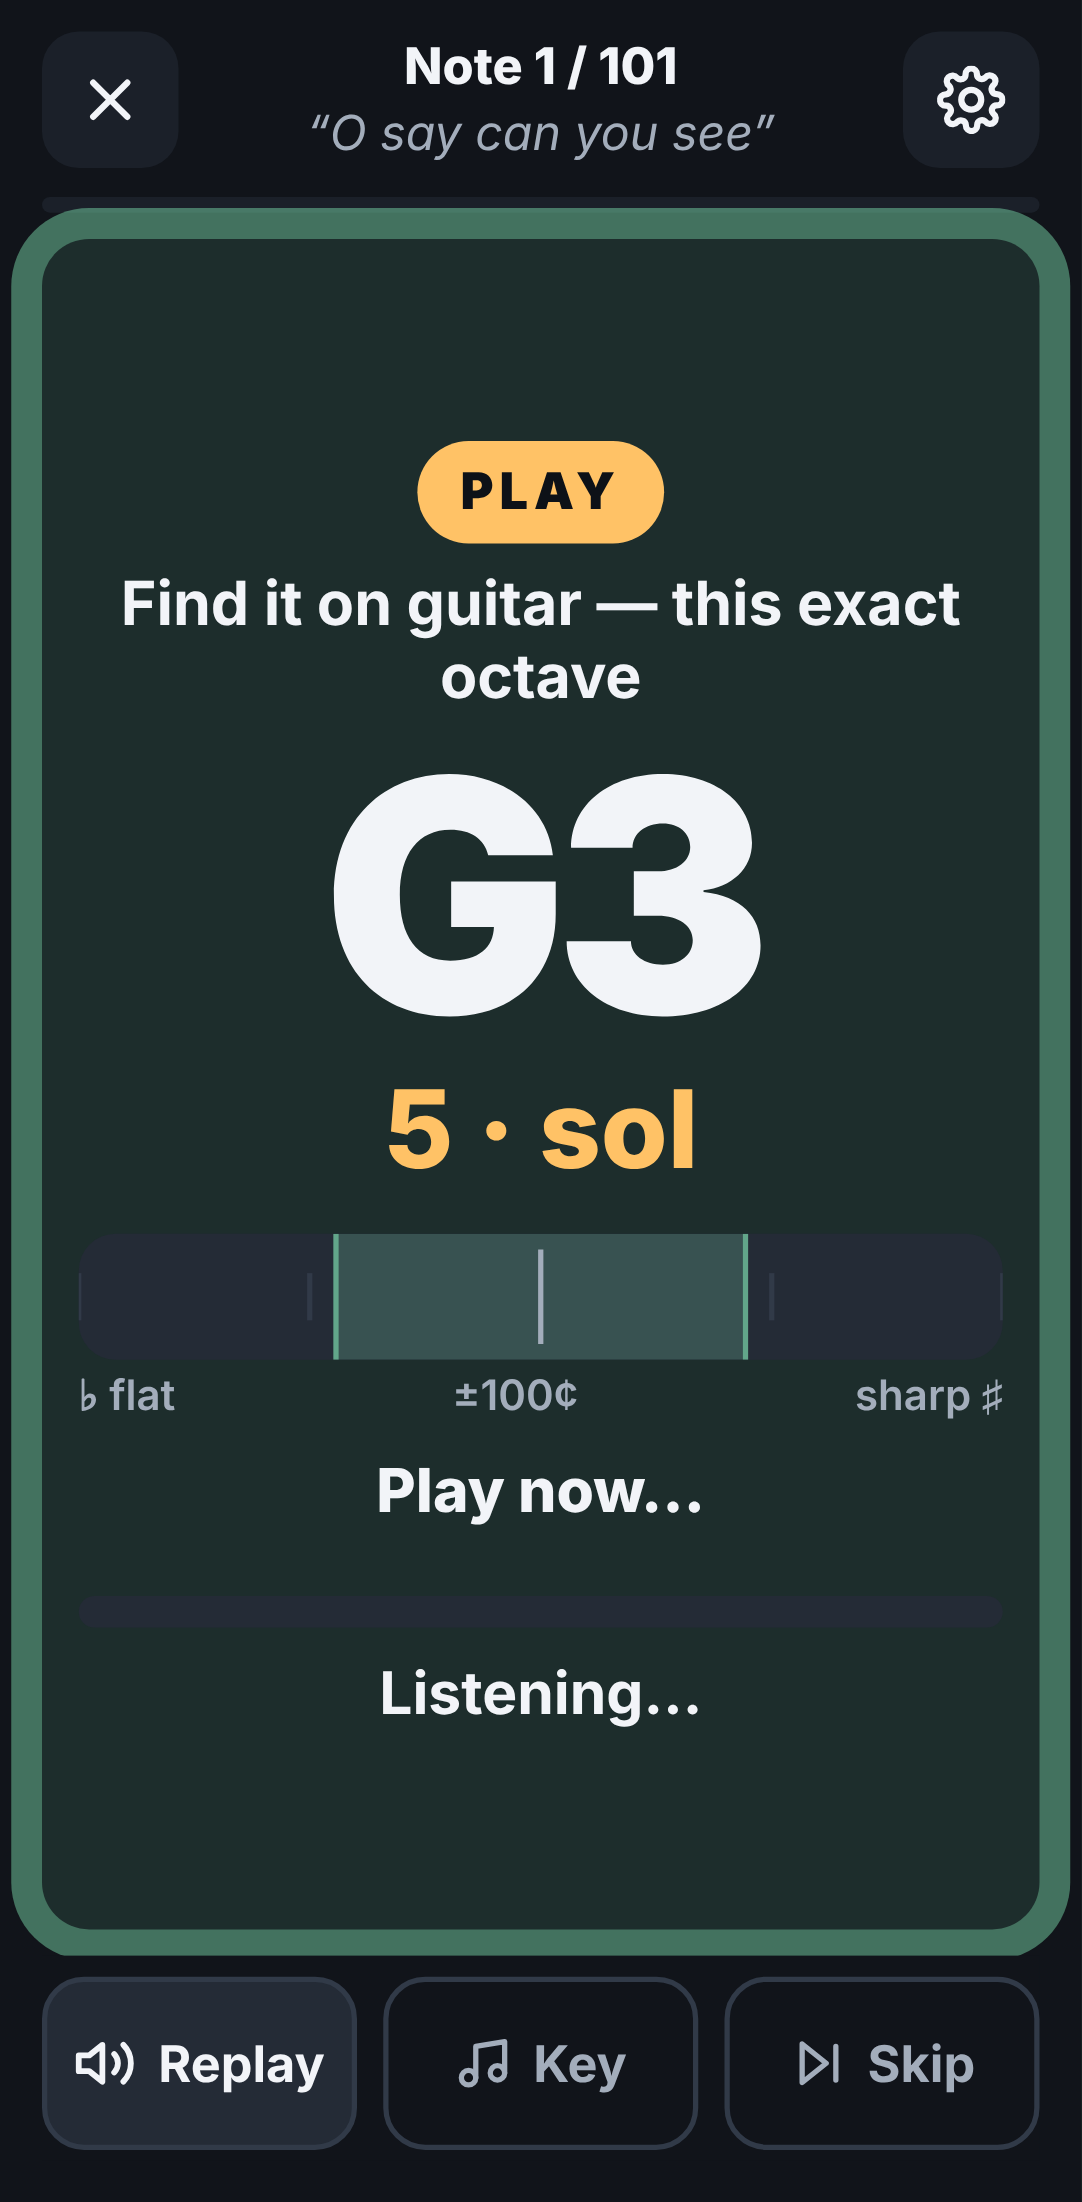 Note 1 / 101
“O say can you see”
PLAY
Find it on guitar — this exact
octave
G3
5 · sol
♭ flat
±100¢
sharp ♯
Play now...
Listening...
Replay
Key
Skip